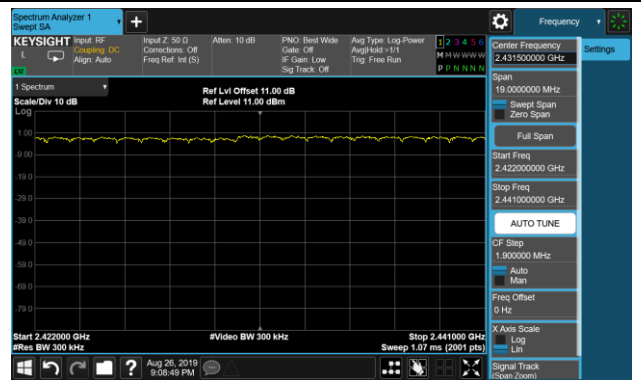 Spectrum Analyzer 1
Swept SA
Frequency
KEYSIGHT
Input: RF
Coupling: DC
Align: Auto
Input Z: 50 Ω
Corrections: Off
Freq Ref: Int (S)
Atten: 10 dB
PNO: Best Wide
Gate: Off
IF Gain: Low
Sig Track: Off
Avg Type: Log-Power
Avg|Hold:>1/1
Trig: Free Run
1 2 3 4 5 6
M M W W W W
P P N N N N
L
Center Frequency
2.431500000 GHz
Settings
Span
19.0000000 MHz
Swept Span
Zero Span
Full Span
Start Freq
2.422000000 GHz
Stop Freq
2.441000000 GHz
AUTO TUNE
CF Step
1.900000 MHz
Auto
Man
Freq Offset
0 Hz
X Axis Scale
Log
Lin
Signal Track
(Span Zoom)
1 Spectrum
Scale/Div 10 dB
Ref Lvl Offset 11.00 dB
Ref Level 11.00 dBm
Log
1.00
-9.00
-19.0
-29.0
-39.0
-49.0
-59.0
-69.0
-79.0
Start 2.422000 GHz
#Res BW 300 kHz
#Video BW 300 kHz
Stop 2.441000 GHz
Sweep 1.07 ms (2001 pts)
?
Aug 26, 2019
9:08:49 PM